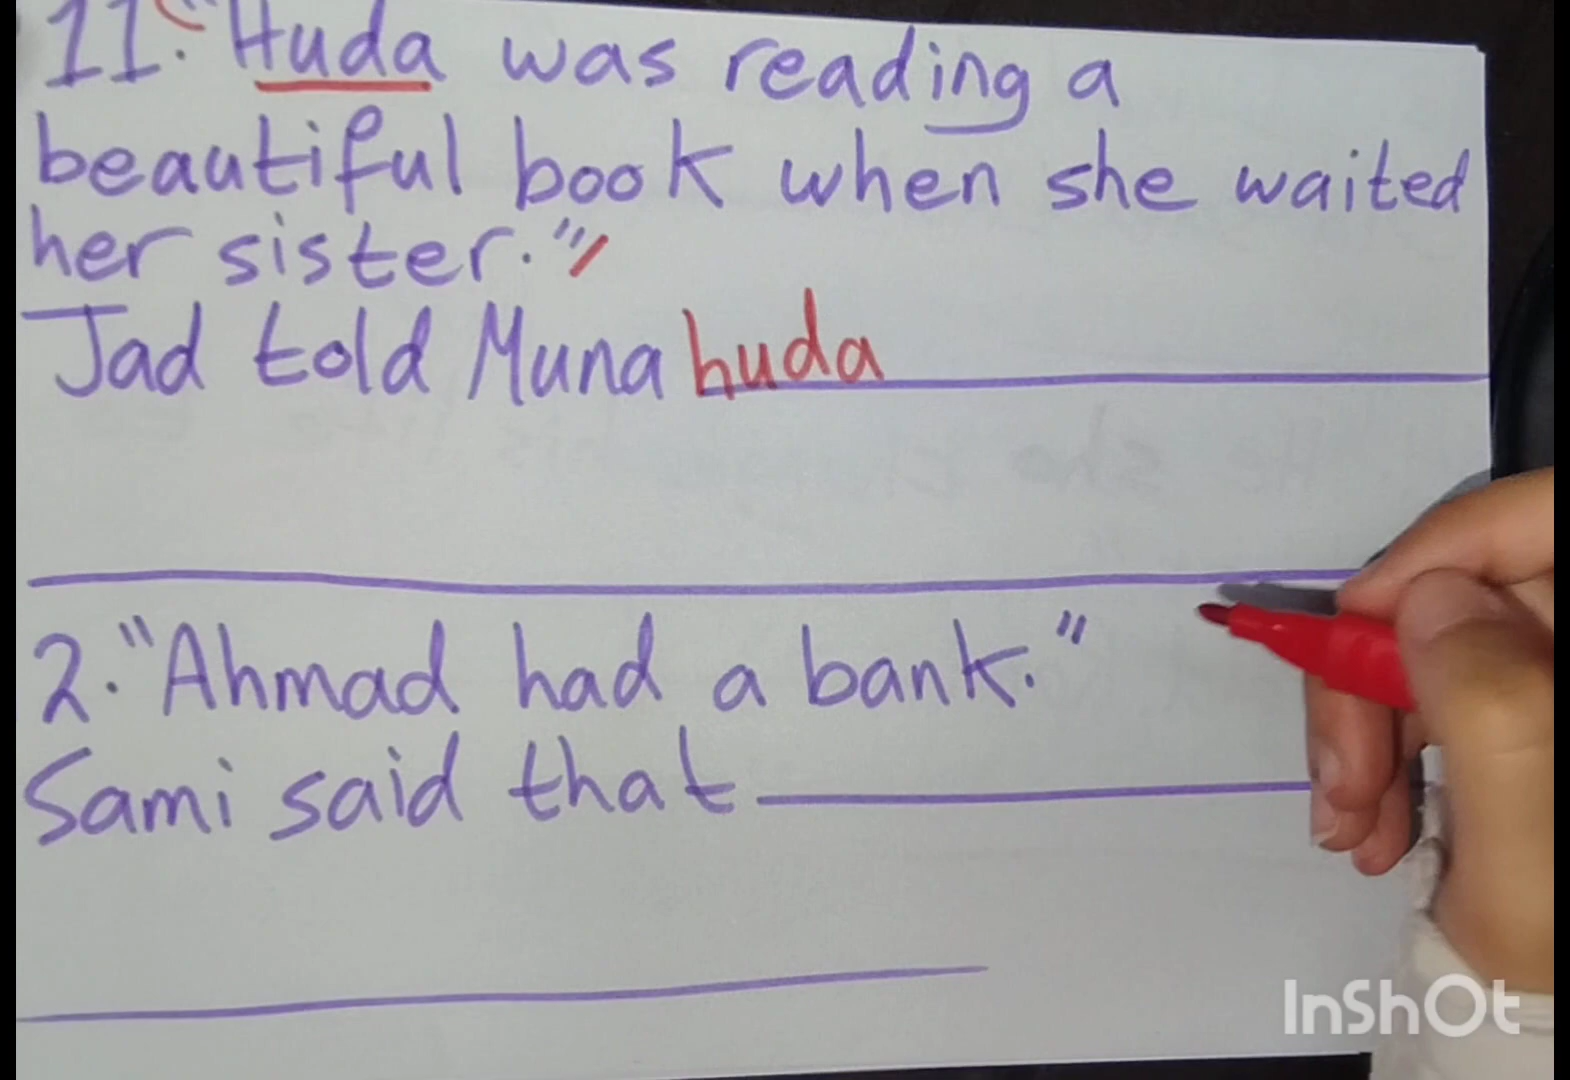 11. "Huda was reading a
beautiful book when she waited
her sister."
Jad told Muna huda
2. "Ahmad had a bank."
Sami said that
InShOt